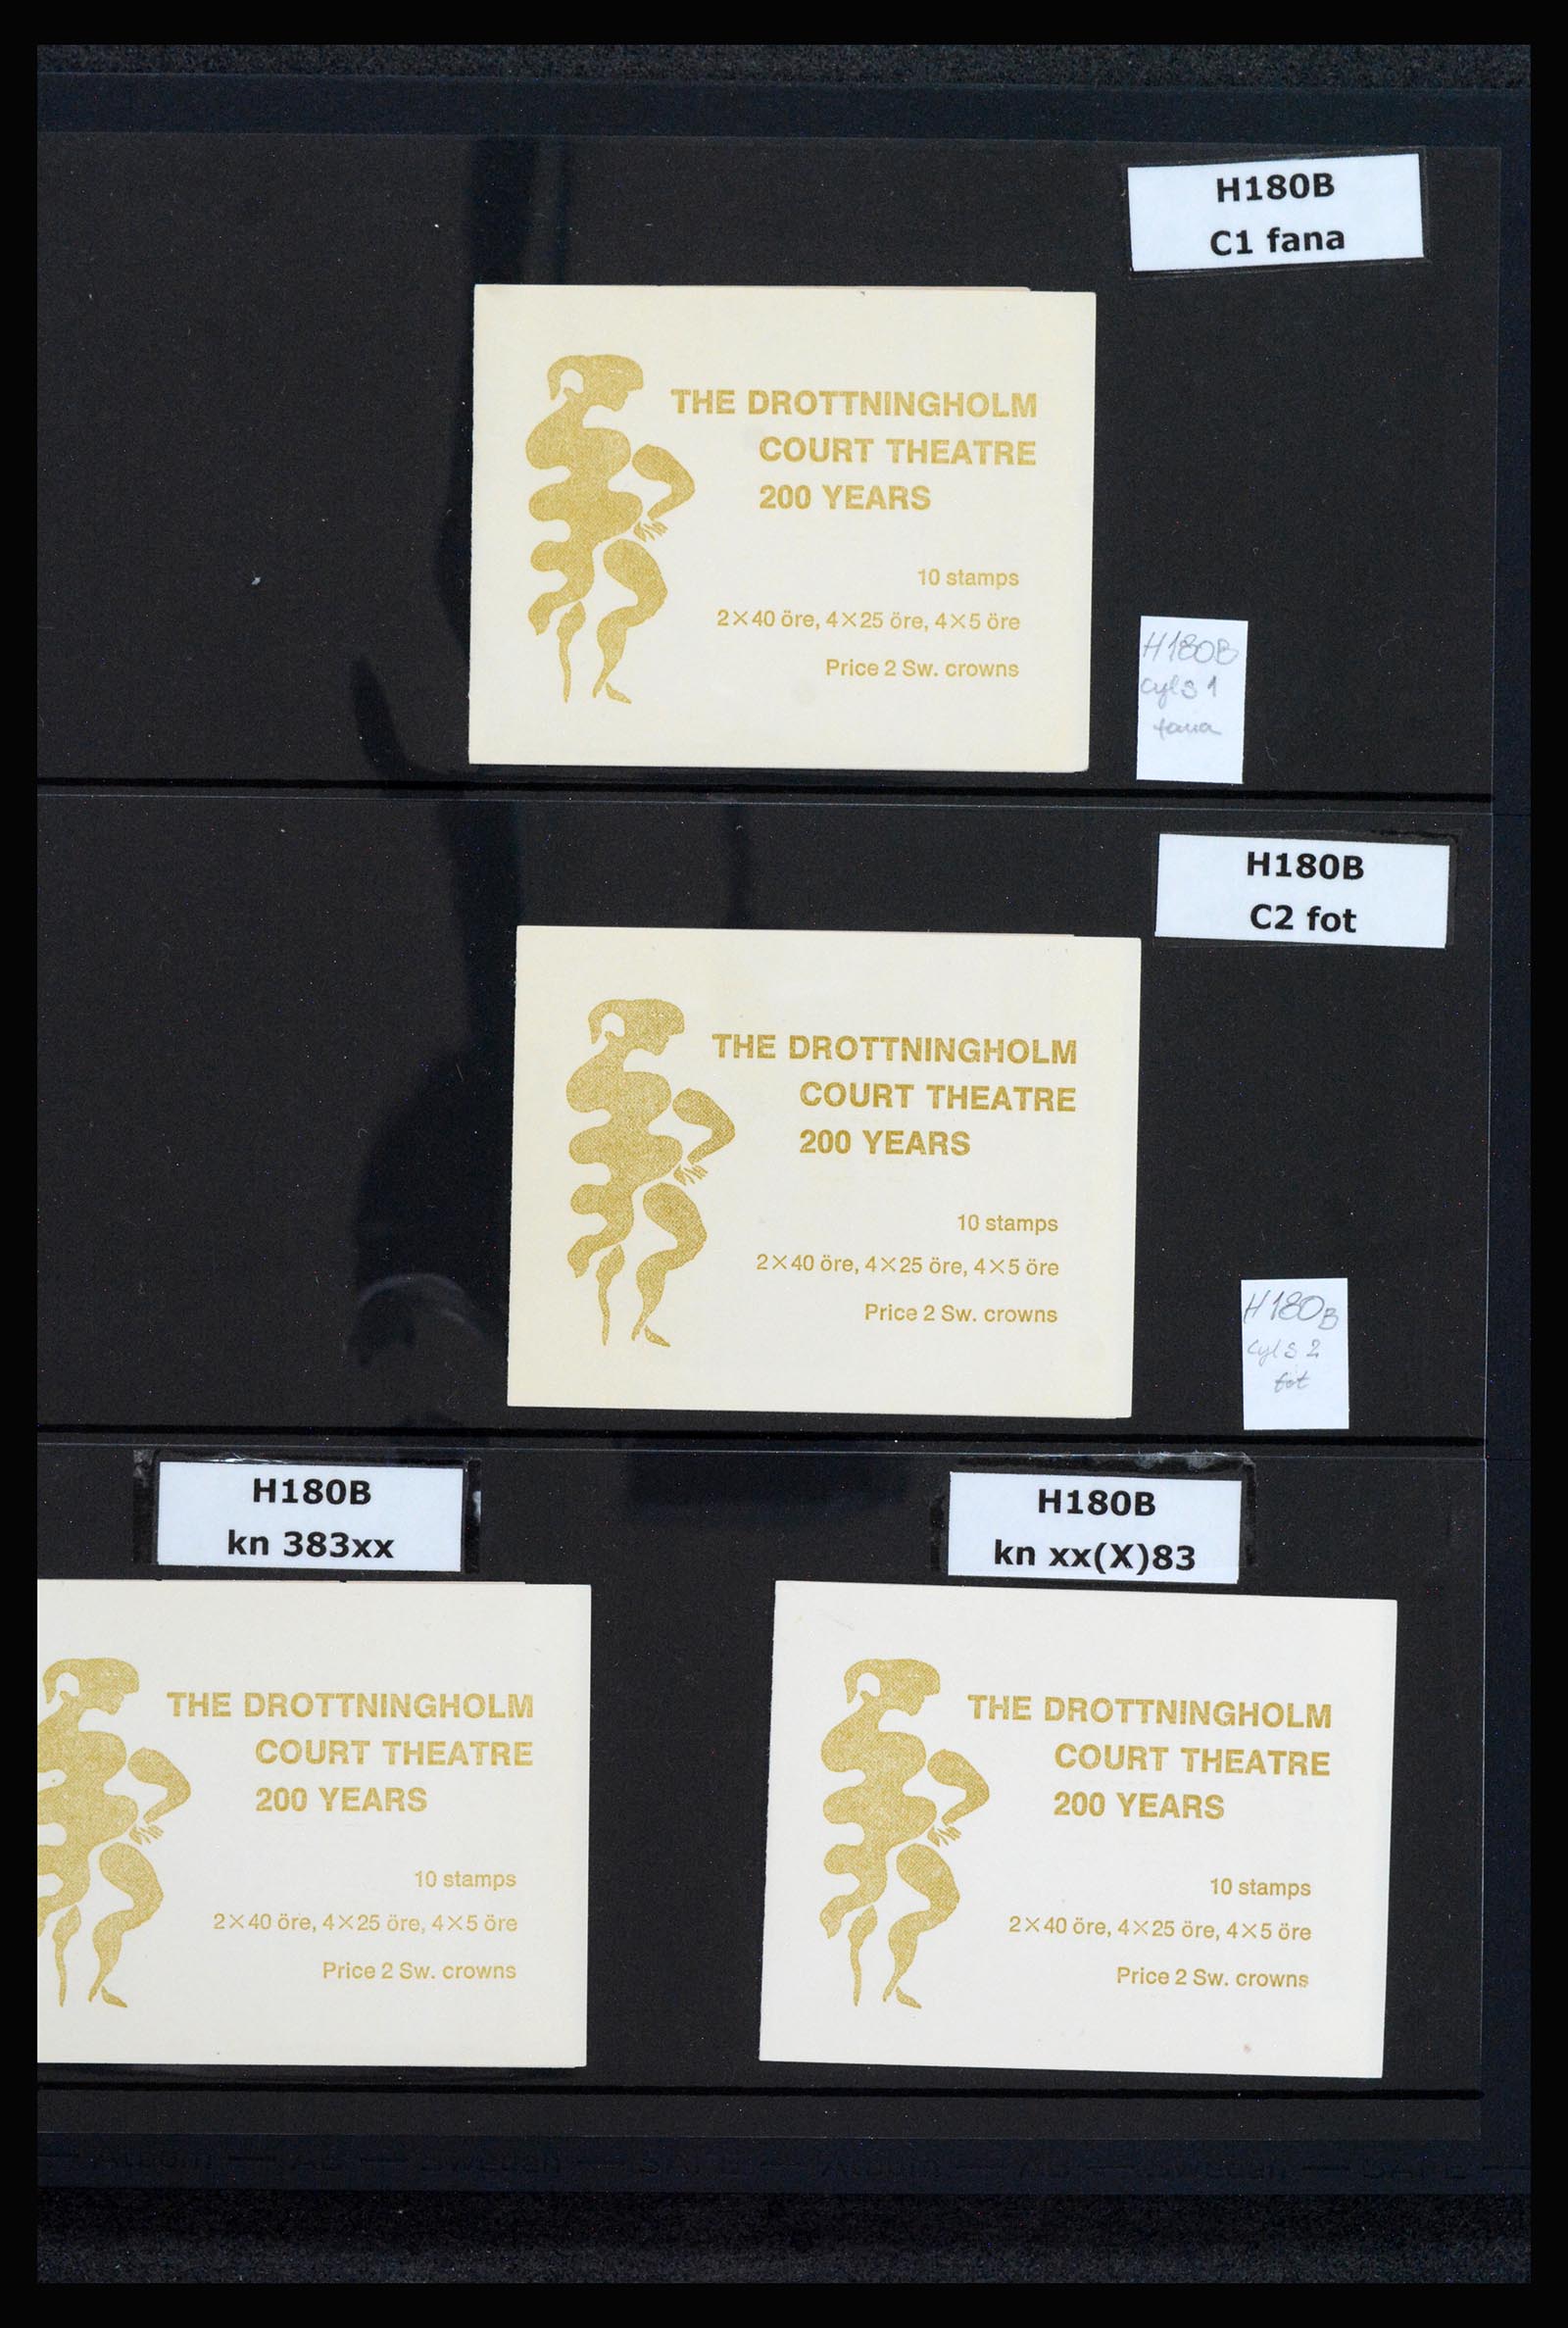 H180B
C1 fana
THE DROTTNINGHOLM
COURT THEATRE
200 YEARS
10 stamps
2×40 öre, 4×25 öre, 4×5 öre
Price 2 Sw. crowns
H180B
cyls 1
fana
H180B
C2 fot
THE DROTTNINGHOLM
COURT THEATRE
200 YEARS
10 stamps
2×40 öre, 4×25 öre, 4×5 öre
Price 2 Sw. crowns
H180B
cyls 2
fot
H180B
kn 383xx
THE DROTTNINGHOLM
COURT THEATRE
200 YEARS
10 stamps
2×40 öre, 4×25 öre, 4×5 öre
Price 2 Sw. crowns
H180B
kn xx(X)83
THE DROTTNINGHOLM
COURT THEATRE
200 YEARS
10 stamps
2×40 öre, 4×25 öre, 4×5 öre
Price 2 Sw. crowns